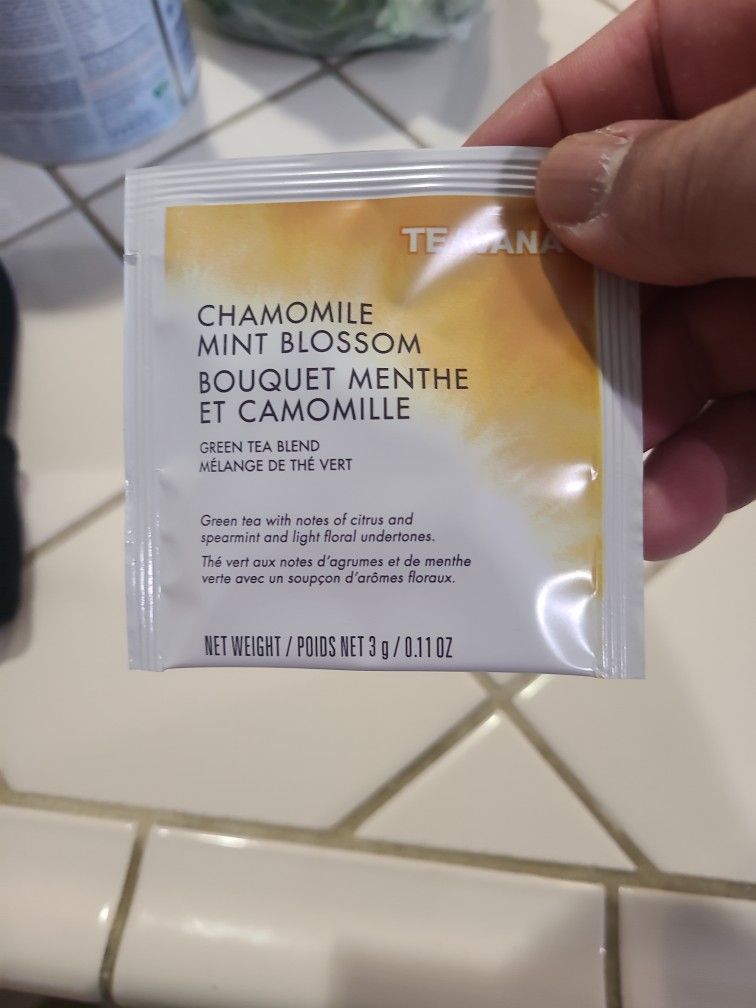 TEAVANA
CHAMOMILE
MINT BLOSSOM
BOUQUET MENTHE
ET CAMOMILLE
GREEN TEA BLEND
MÉLANGE DE THÉ VERT
Green tea with notes of citrus and
spearmint and light floral undertones.
Thé vert aux notes d'agrumes et de menthe
verte avec un soupçon d'arômes floraux.
NET WEIGHT / POIDS NET 3 g / 0.11 OZ